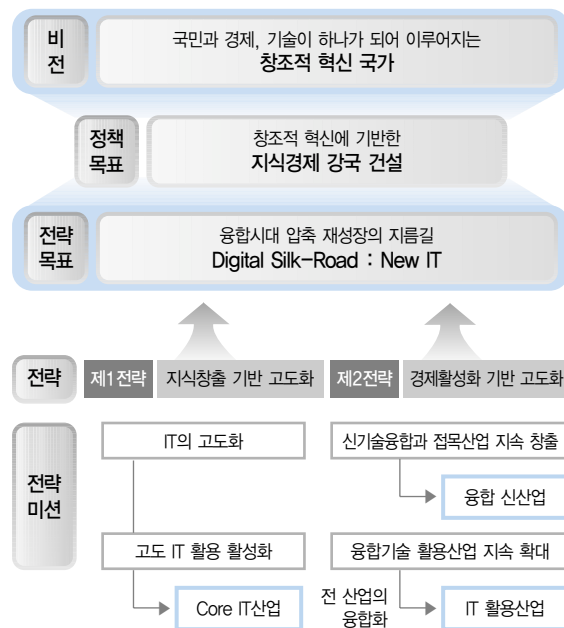 비
전
국민과 경제, 기술이 하나가 되어 이루어지는
창조적 혁신 국가
정책
목표
창조적 혁신에 기반한
지식경제 강국 건설
전략
목표
융합시대 압축 재성장의 지름길
Digital Silk-Road : New IT
전략
제1전략
지식창출 기반 고도화
제2전략
경제활성화 기반 고도화
전략
미션
IT의 고도화
신기술융합과 접목산업 지속 창출
융합 신산업
고도 IT 활용 활성화
융합기술 활용산업 지속 확대
Core IT산업
전 산업의
융합화
IT 활용산업